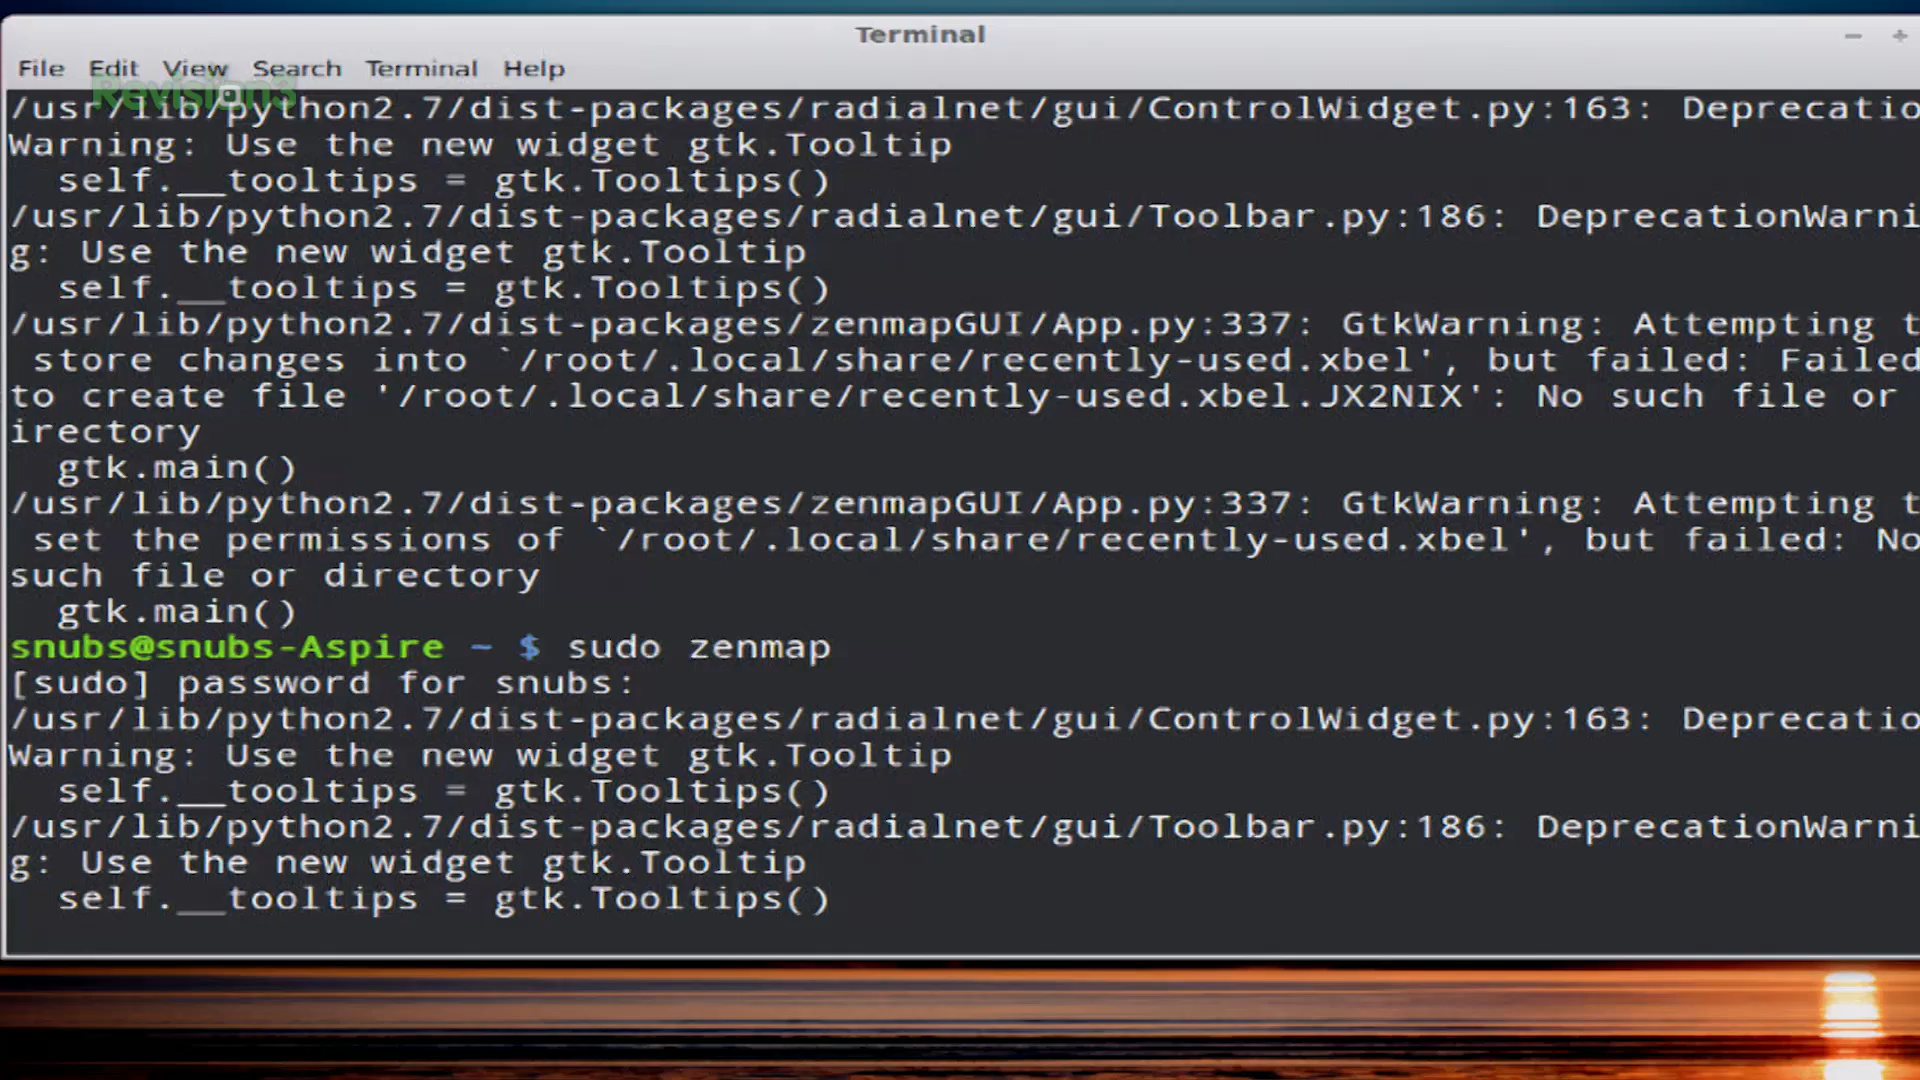 Terminal
File Edit View Search Terminal Help
Revision3
/usr/lib/python2.7/dist-packages/radialnet/gui/ControlWidget.py:163: Deprecatio
Warning: Use the new widget gtk.Tooltip
self.__tooltips = gtk.Tooltips()
/usr/lib/python2.7/dist-packages/radialnet/gui/Toolbar.py:186: DeprecationWarni
g: Use the new widget gtk.Tooltip
self.__tooltips = gtk.Tooltips()
/usr/lib/python2.7/dist-packages/zenmapGUI/App.py:337: GtkWarning: Attempting t
store changes into `/root/.local/share/recently-used.xbel', but failed: Failed
to create file '/root/.local/share/recently-used.xbel.JX2NIX': No such file or
irectory
gtk.main()
/usr/lib/python2.7/dist-packages/zenmapGUI/App.py:337: GtkWarning: Attempting t
set the permissions of `/root/.local/share/recently-used.xbel', but failed: No
such file or directory
gtk.main()
snubs@snubs-Aspire ~ $ sudo zenmap
[sudo] password for snubs:
/usr/lib/python2.7/dist-packages/radialnet/gui/ControlWidget.py:163: Deprecatio
Warning: Use the new widget gtk.Tooltip
self.__tooltips = gtk.Tooltips()
/usr/lib/python2.7/dist-packages/radialnet/gui/Toolbar.py:186: DeprecationWarni
g: Use the new widget gtk.Tooltip
self.__tooltips = gtk.Tooltips()